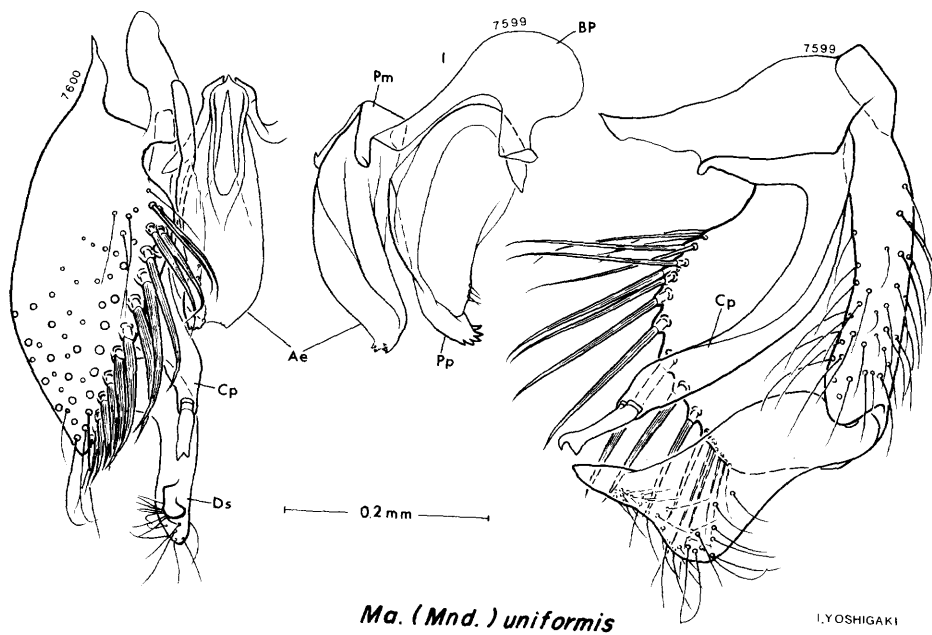 7600
7599
BP
Pm
7599
Cp
Ae
Pp
Cp
Ds
0.2 mm
Ma. (Mnd.) uniformis
I. YOSHIGAKI